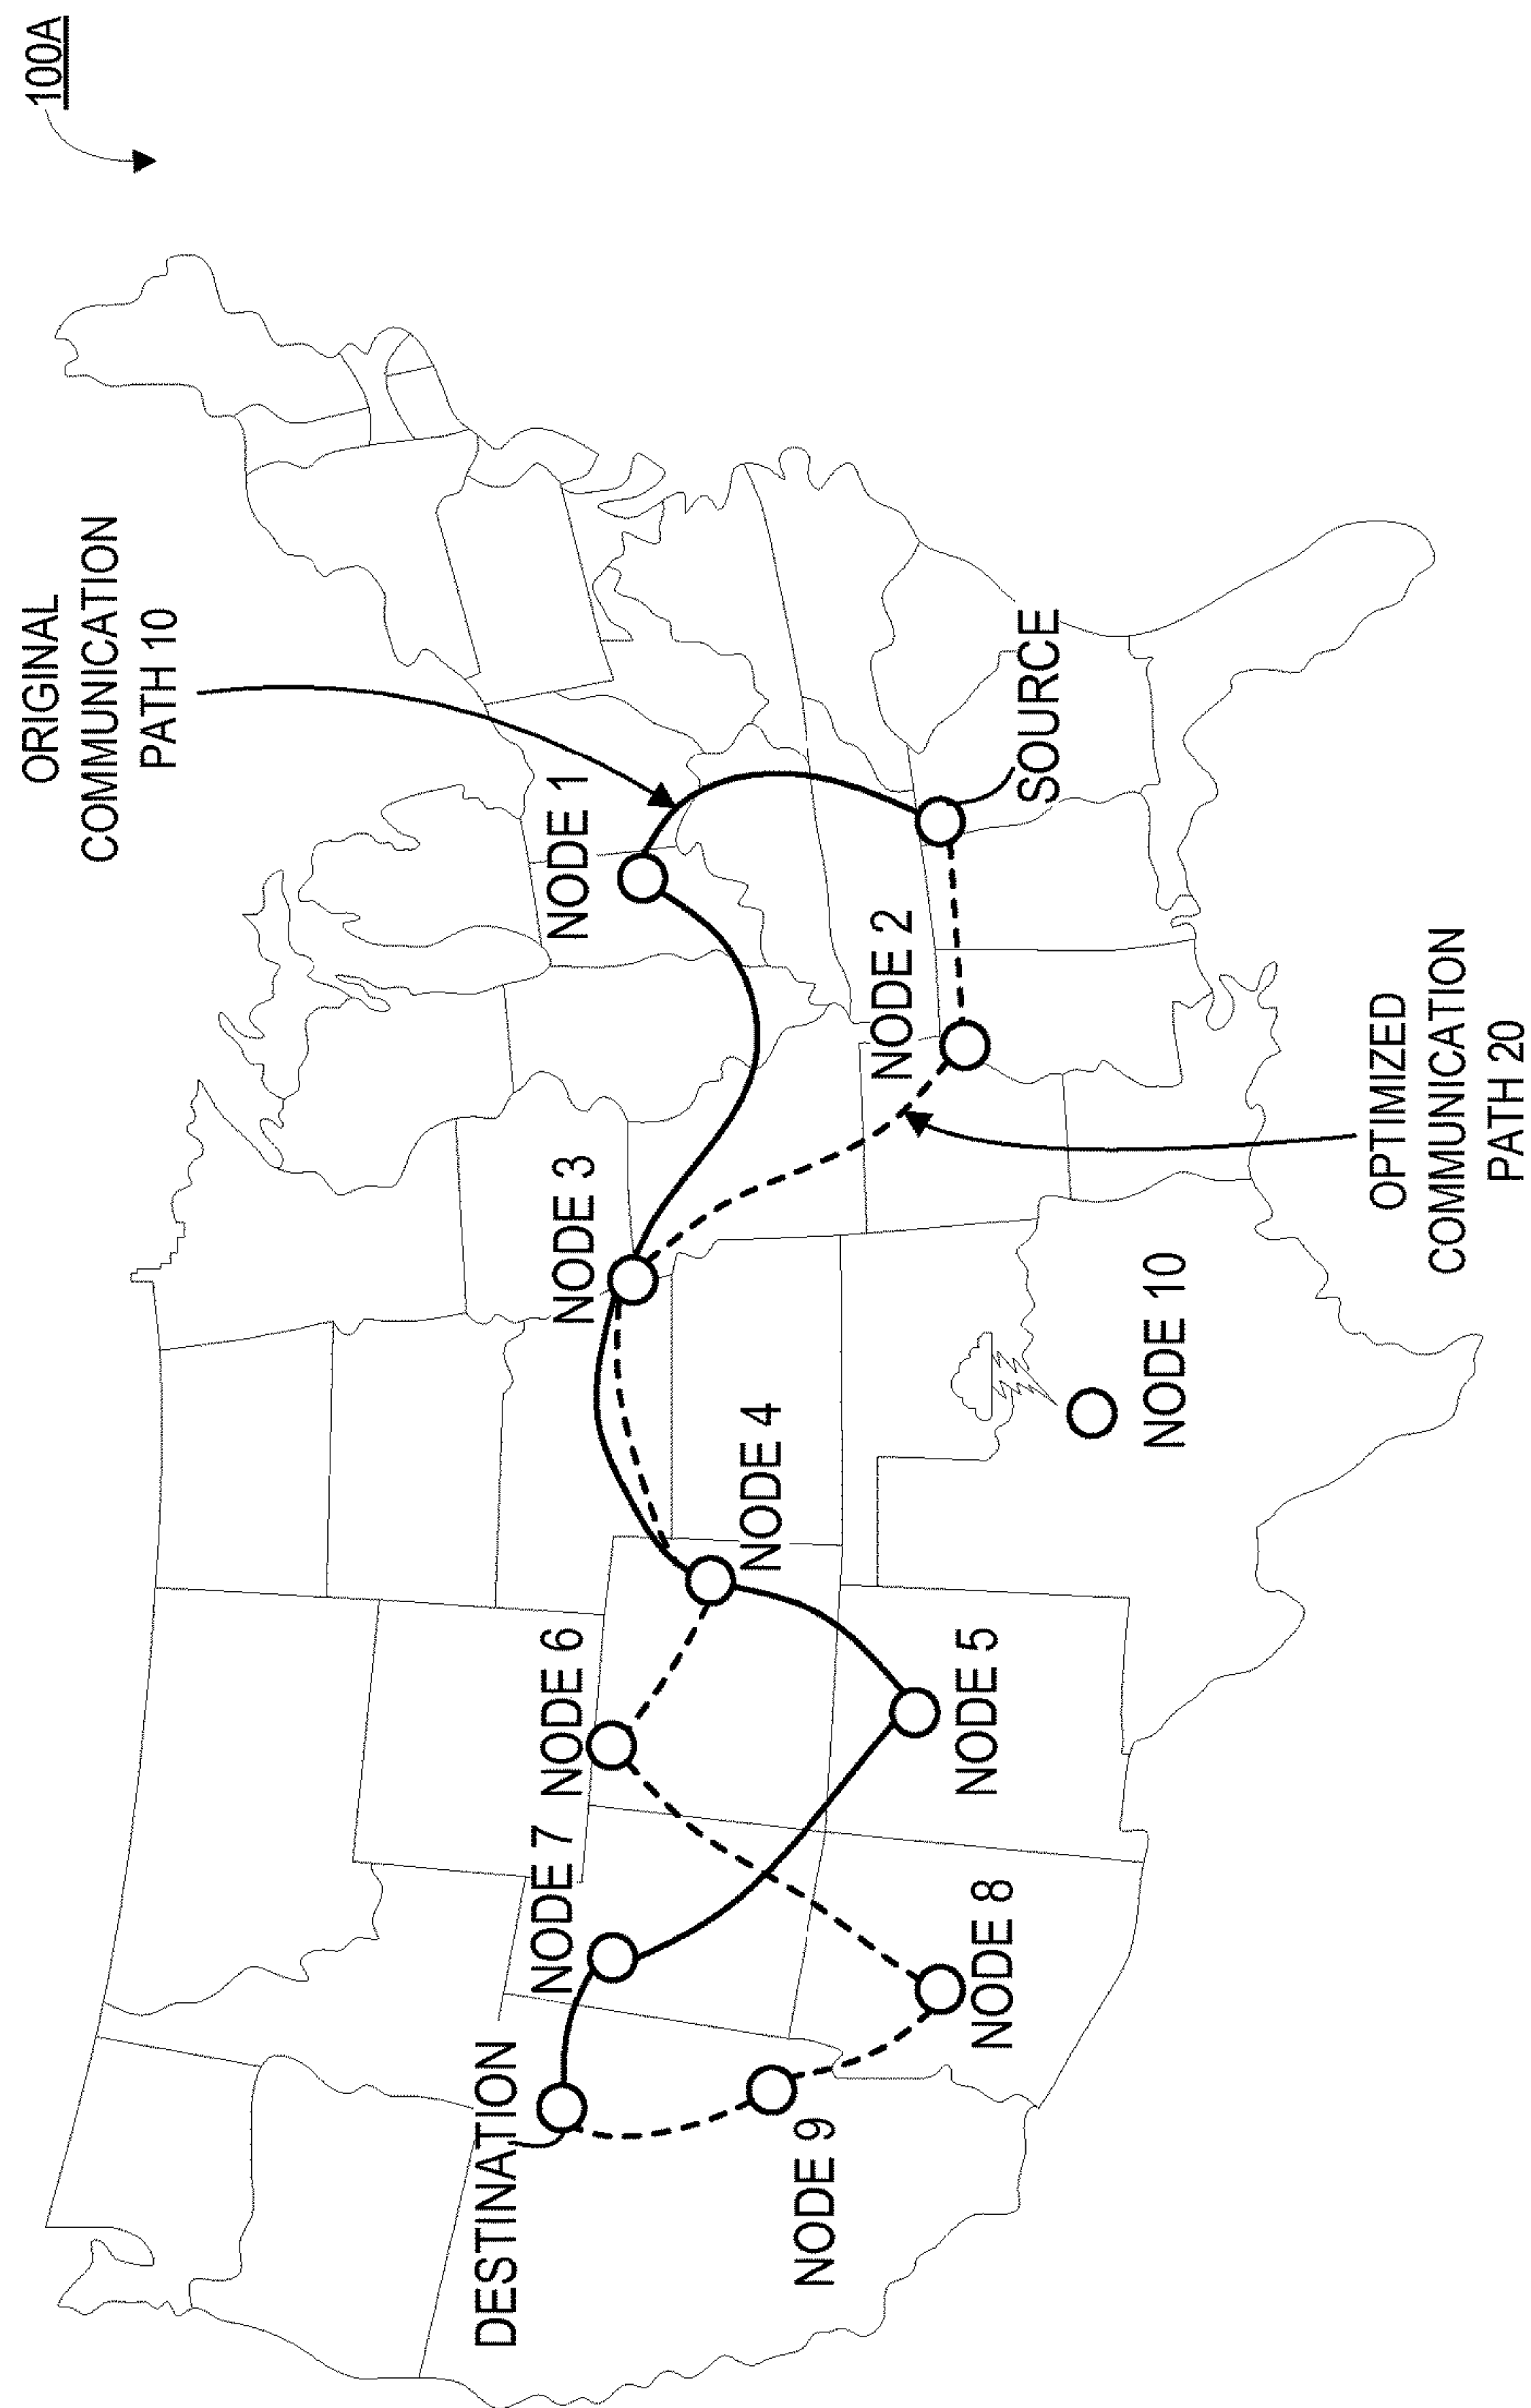 100A
ORIGINAL
COMMUNICATION
PATH 10
NODE 1
SOURCE
NODE 2
NODE 3
NODE 4
NODE 10
OPTIMIZED
COMMUNICATION
PATH 20
NODE 6
NODE 5
NODE 7
NODE 8
DESTINATION
NODE 9